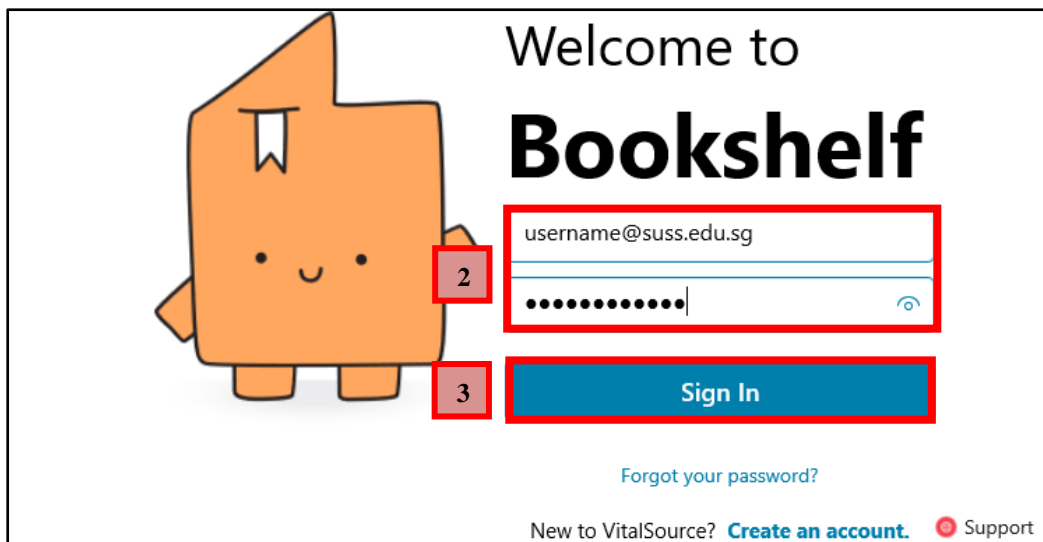 Welcome to
Bookshelf
username@suss.edu.sg
2
••••••••••••
3
Sign In
Forgot your password?
New to VitalSource? Create an account.
Support